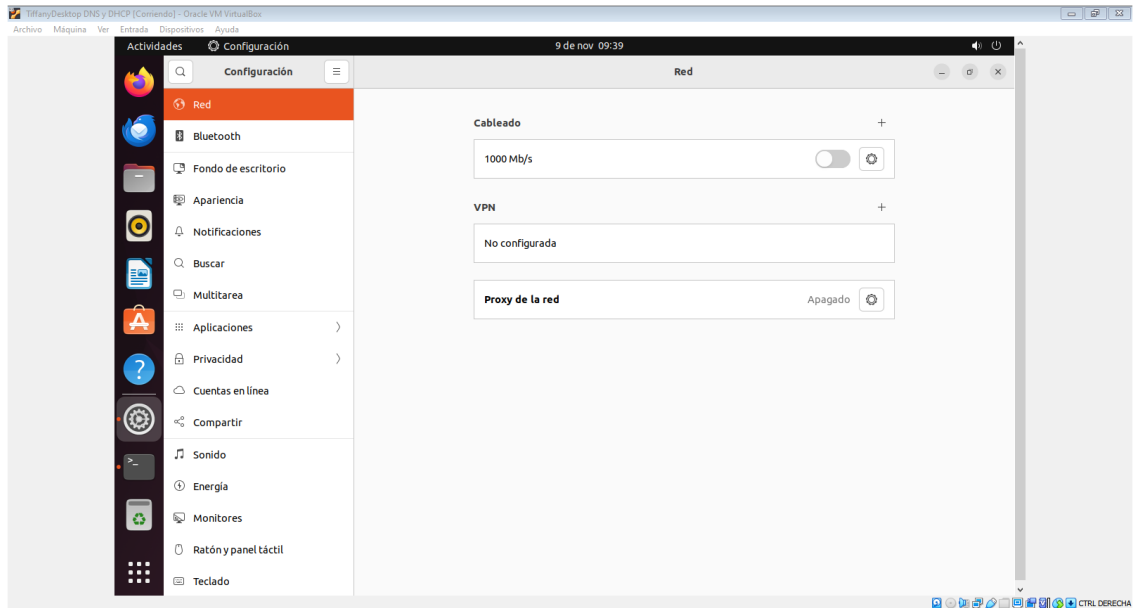 TiffanyDesktop DNS y DHCP [Corriendo] - Oracle VM VirtualBox
Archivo Máquina Ver Entrada Dispositivos Ayuda
Actividades Configuración 9 de nov 09:39
Configuración Red
Red
Bluetooth
Fondo de escritorio
Apariencia
Notificaciones
Buscar
Multitarea
Aplicaciones
Privacidad
Cuentas en línea
Compartir
Sonido
Energía
Monitores
Ratón y panel táctil
Teclado
Cableado
1000 Mb/s
VPN
No configurada
Proxy de la red Apagado
CTRL DERECHA